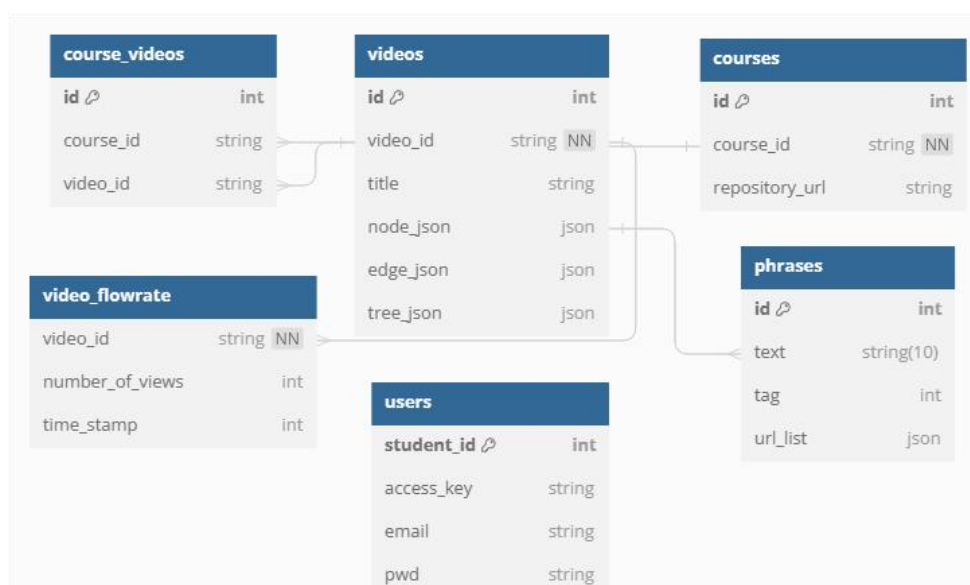 course_videos
id int
course_id string
video_id string
videos
id int
video_id string NN
title string
node_json json
edge_json json
tree_json json
courses
id int
course_id string NN
repository_url string
phrases
id int
text string(10)
tag int
url_list json
video_flowrate
video_id string NN
number_of_views int
time_stamp int
users
student_id int
access_key string
email string
pwd string